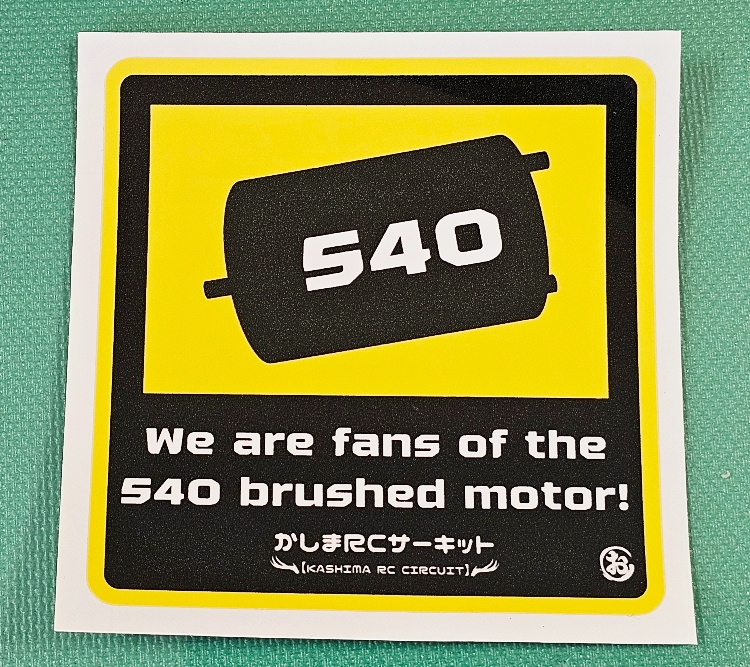 540
We are fans of the
540 brushed motor!
かしまRCサーキット
【KASHIMA RC CIRCUIT】
お